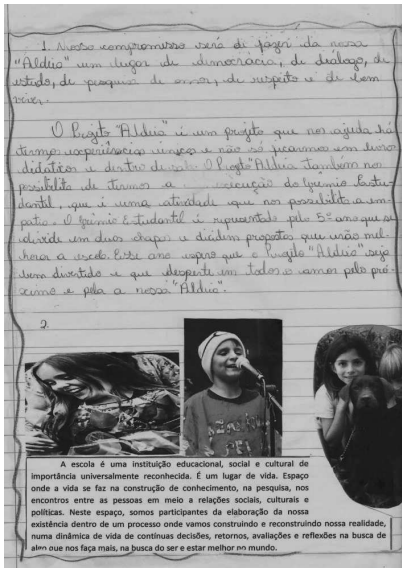 1. Nosso compromisso será di fazer da nossa
"Aldeia" um lugar de democrácia, de diálogo, de
estudo, de pesquisa de amor, de respeito e de bem
viver.
O Projeto "Aldeia" é um projeto que nos ajuda há
termos experiências únicas e não só ficarmos em livros
didáticos e dentro de sala. O Projeto "Aldeia também nos
possibilita de termos a execução do Grêmio Estu-
dantil, que é uma atividade que nos possibilita a em-
patia. O Grêmio Estudantil é representado pelo 5º ano que se
divide em duas chapas e dicidem propostas que irão mel-
horar a escola. Esse ano espero que o Projeto "Aldeia" seja
bem divertido e que desperte em todos o amor pelo pró-
ximo e pela a nossa "Aldeia".
2.
A escola é uma instituição educacional, social e cultural de
importância universalmente reconhecida. É um lugar de vida. Espaço
onde a vida se faz na construção de conhecimento, na pesquisa, nos
encontros entre as pessoas em meio a relações sociais, culturais e
políticas. Neste espaço, somos participantes da elaboração da nossa
existência dentro de um processo onde vamos construindo e reconstruindo nossa realidade,
numa dinâmica de vida de contínuas decisões, retornos, avaliações e reflexões na busca de
algo que nos faça mais, na busca do ser e estar melhor no mundo.